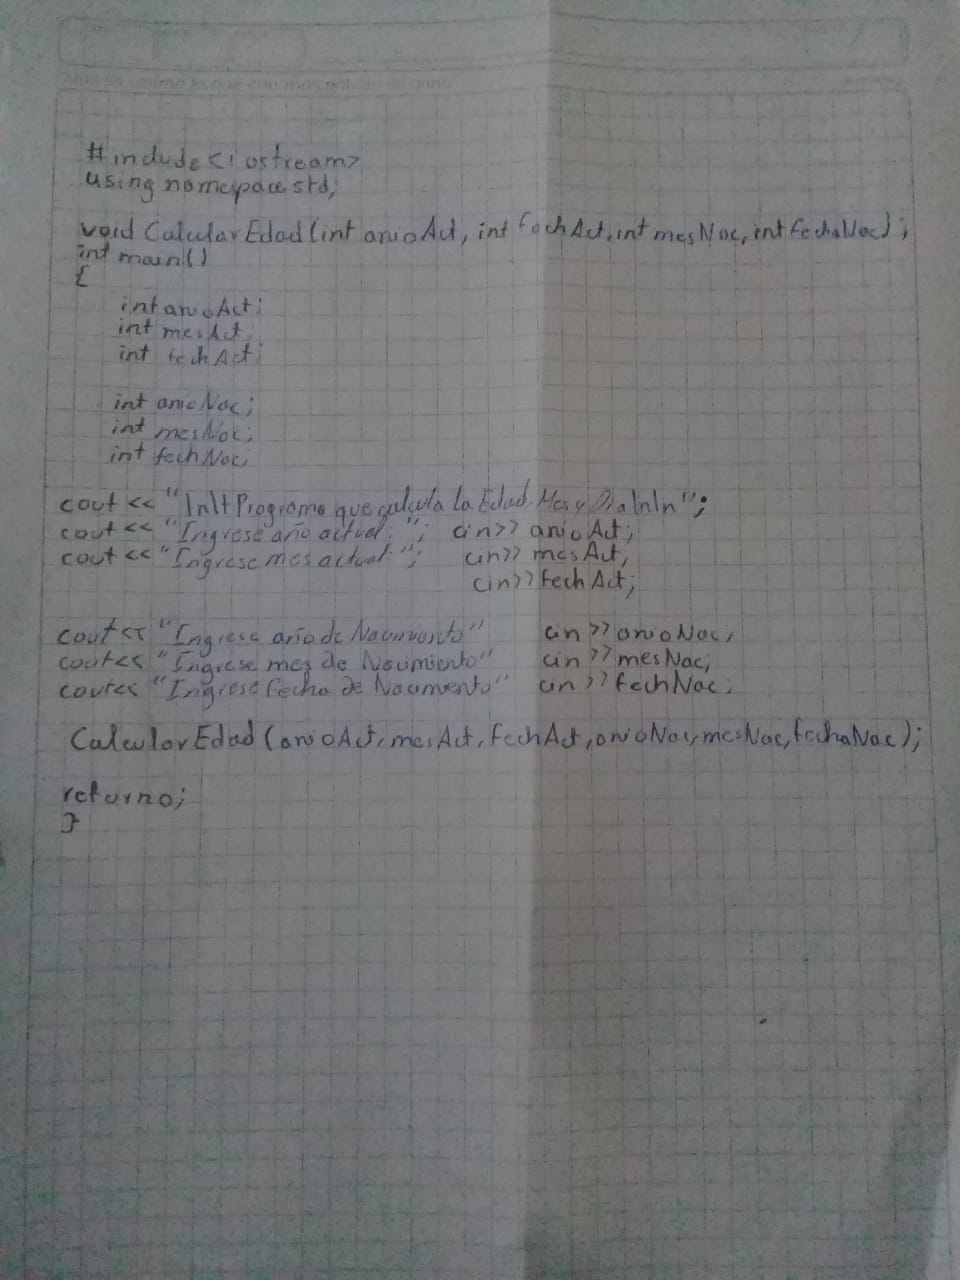 #include<iostream>
using namespace std;
void CalcularEdad(int anioAct, int fechAct, int mesNac, int fechaNac);
int main()
{
int anioAct;
int mesAct;
int fechAct;
int anioNac;
int mesNac;
int fechNac;
cout << "\n\tPrograma que calcula la Edad, Mes y Dia\n\n";
cout << "Ingrese año actual: "; cin>> anioAct;
cout << "Ingrese mes actual: "; cin>> mesAct;
cin>>fechAct;
cout << "Ingrese año de Nacimiento" cin >> anioNac;
cout << "Ingrese mes de Nacimiento" cin >> mesNac;
cout << "Ingrese fecha de Nacimento" cin >> fechNac;
CalcularEdad (anioAct, mesAct, fechAct, anioNac, mesNac, fechaNac);
return0;
}